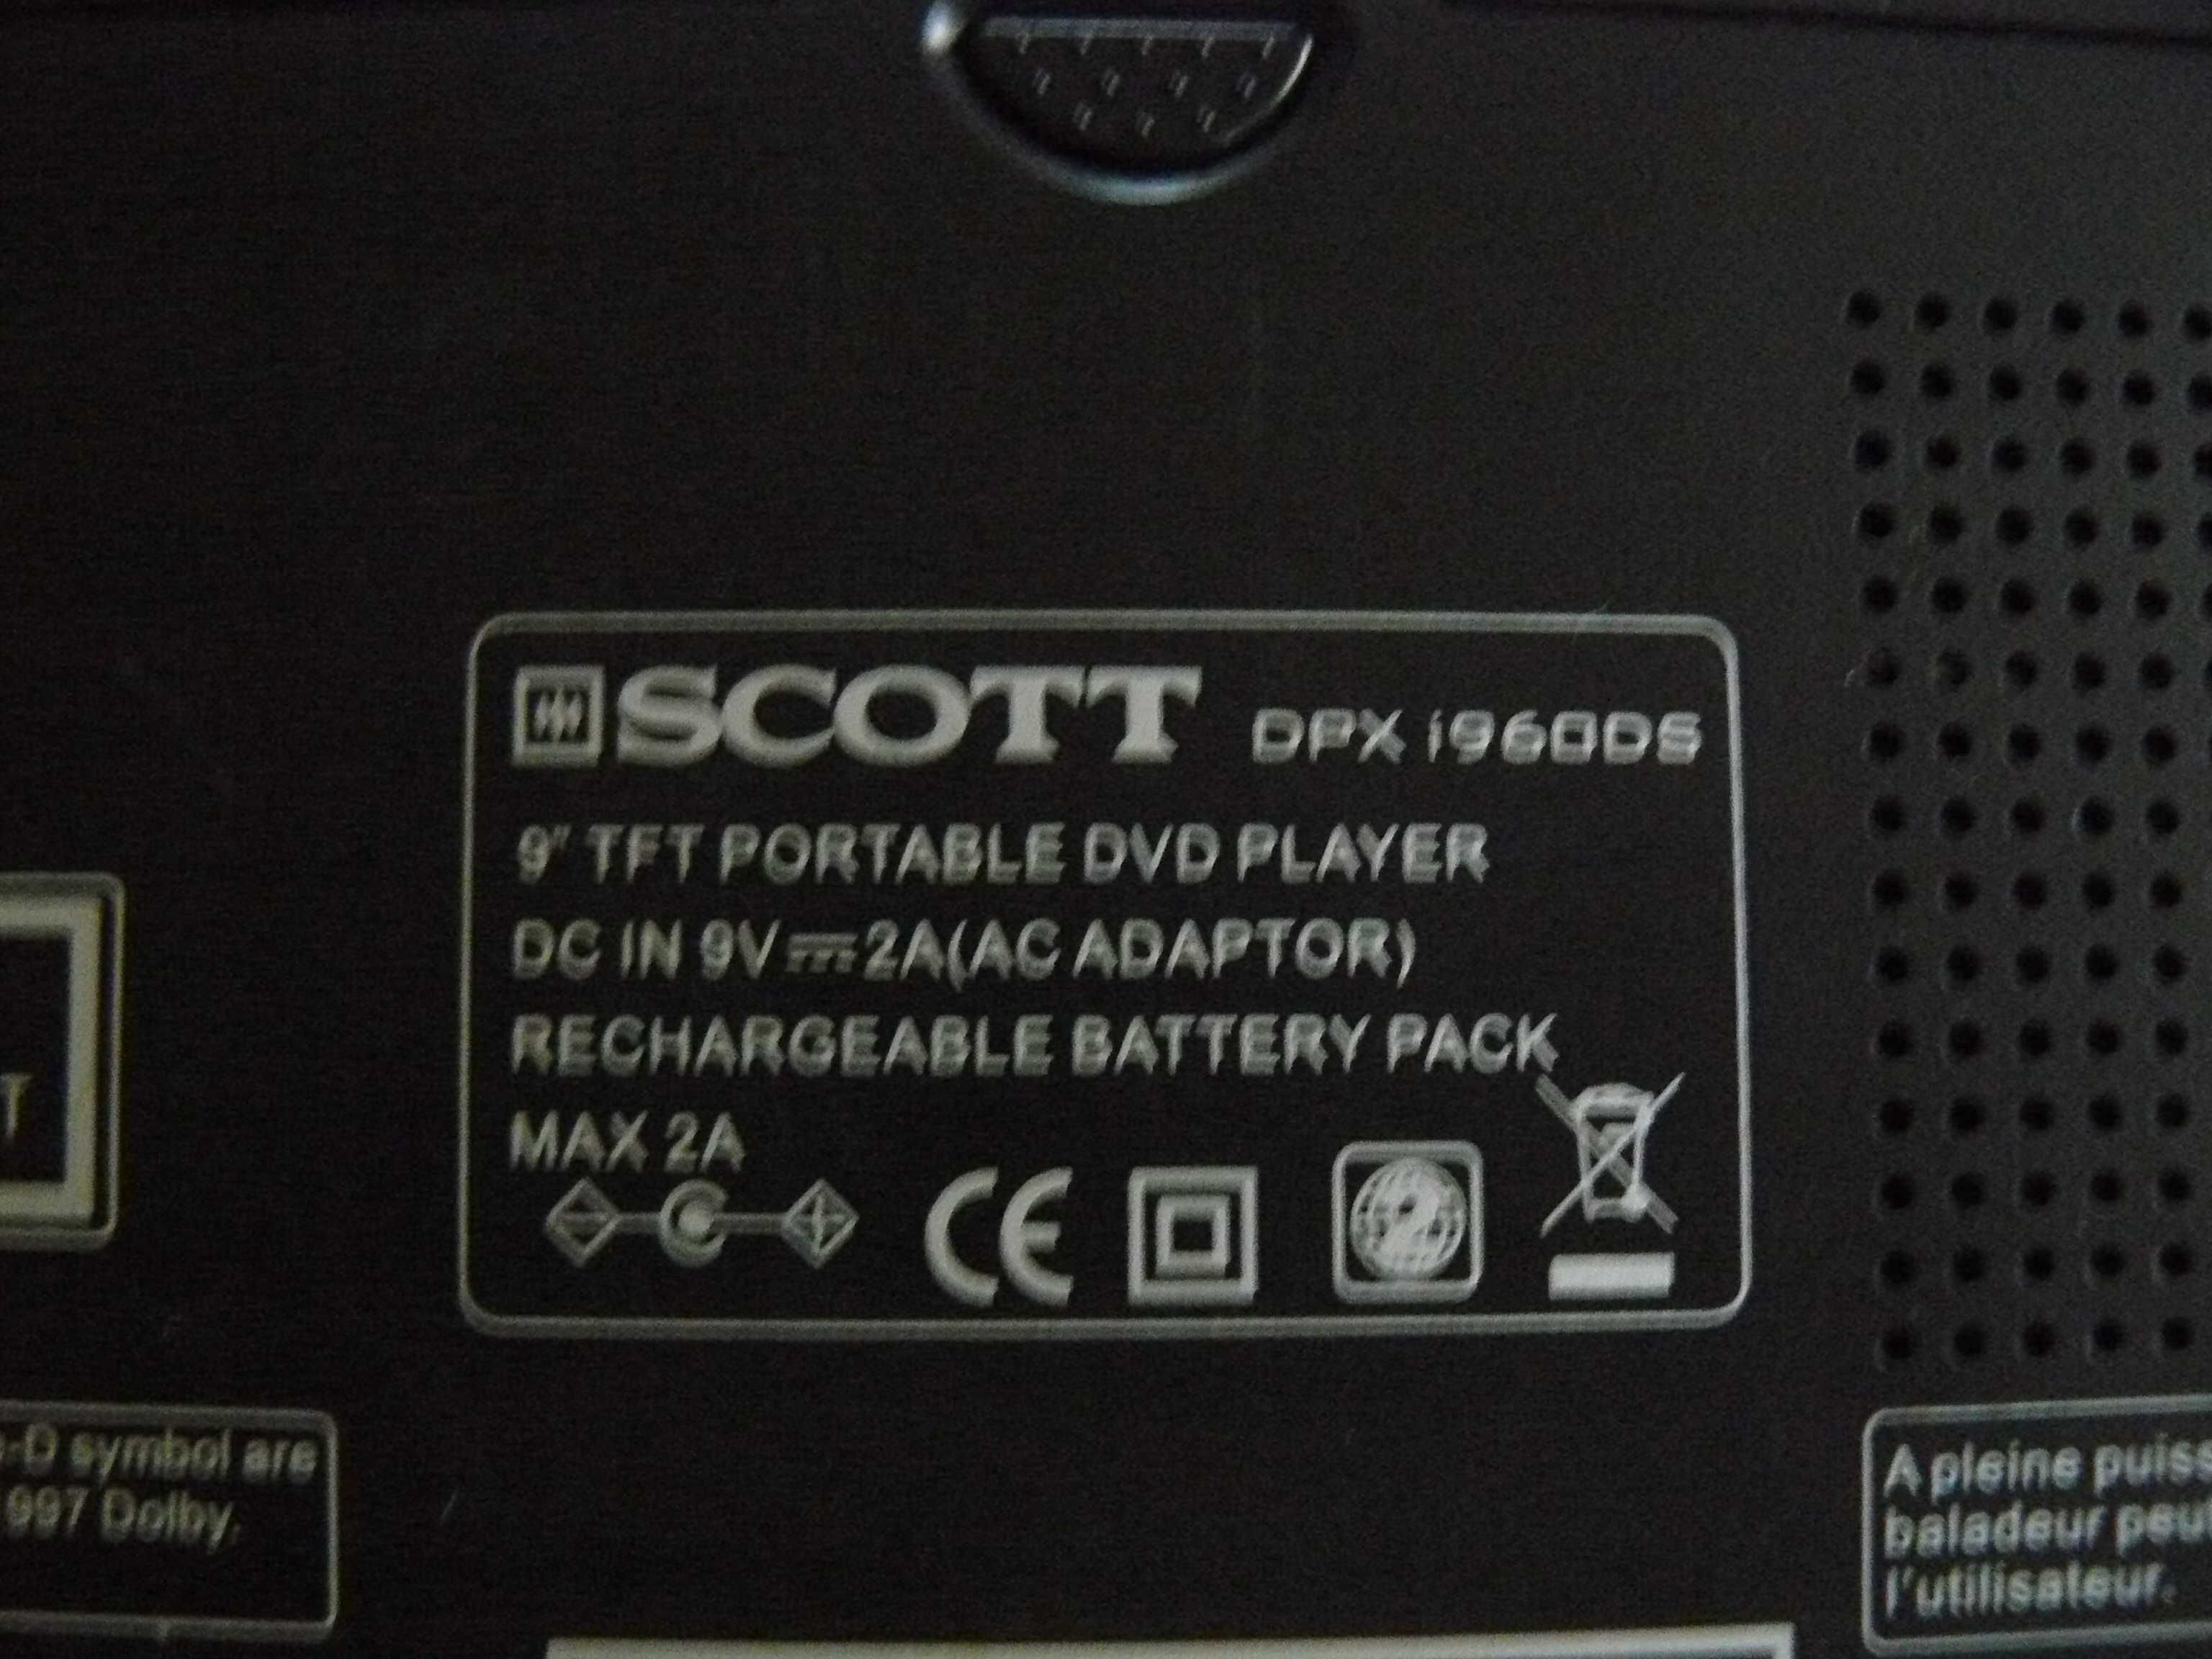 SCOTT DPX i960DS
9" TFT PORTABLE DVD PLAYER
DC IN 9V⎓2A(AC ADAPTOR)
RECHARGEABLE BATTERY PACK
MAX 2A
CE
T
-D symbol are
997 Dolby.
A pleine puiss
baladeur peu
l'utilisateur.